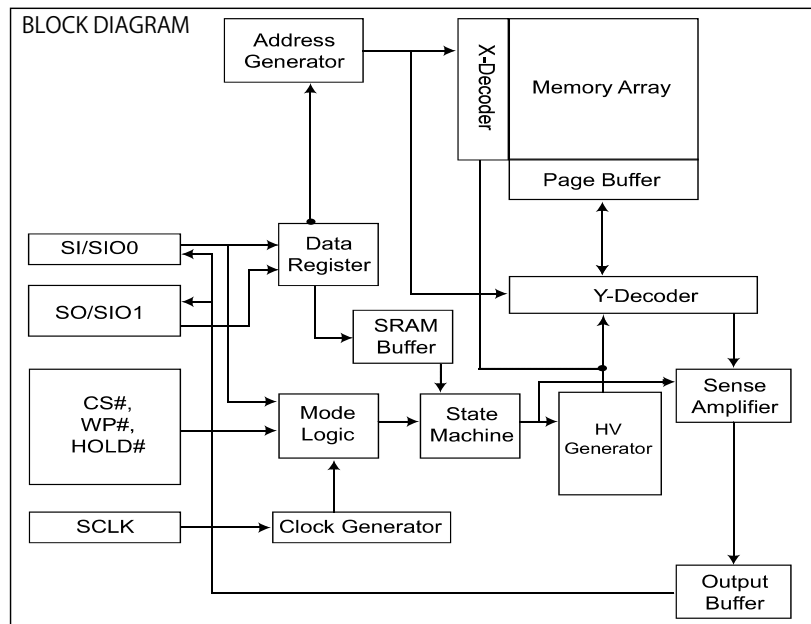 BLOCK DIAGRAM
Address
Generator
X-Decoder
Memory Array
Page Buffer
SI/SIO0
Data
Register
SO/SIO1
Y-Decoder
SRAM
Buffer
CS#,
WP#,
HOLD#
Mode
Logic
State
Machine
HV
Generator
Sense
Amplifier
SCLK
Clock Generator
Output
Buffer